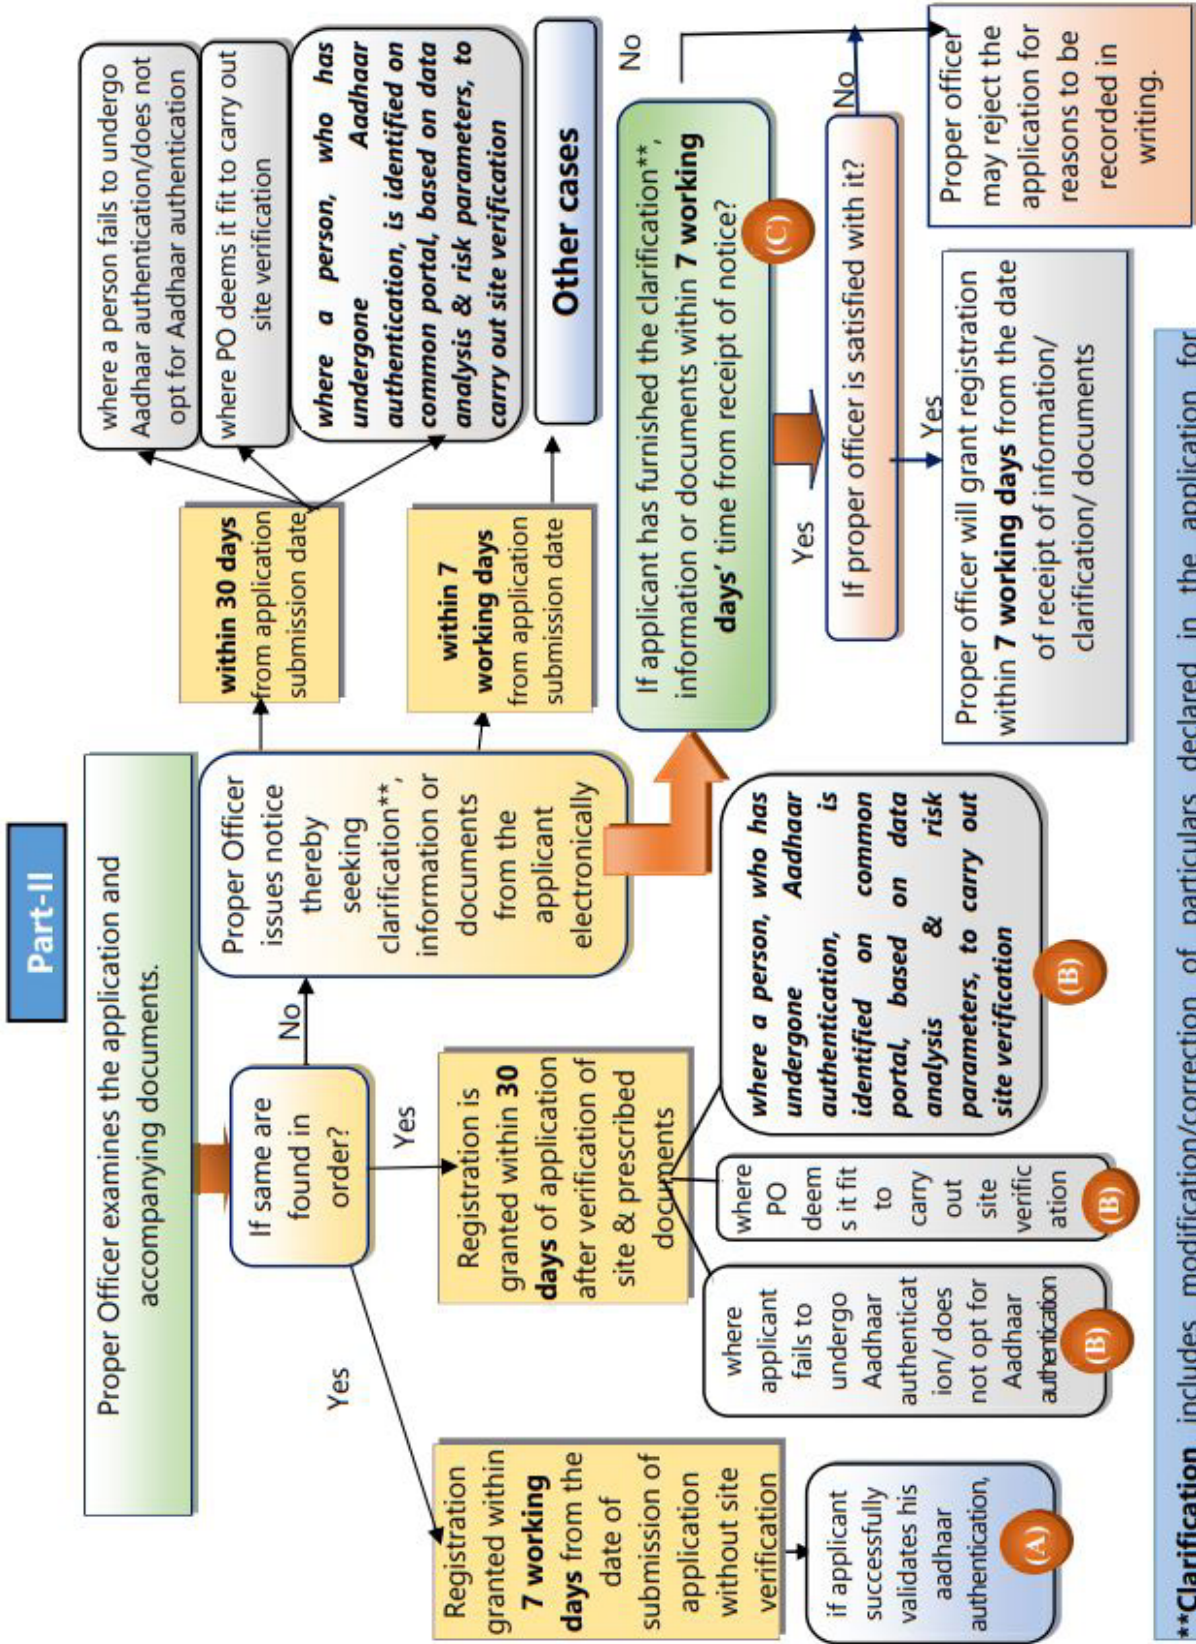 Part-II
Proper Officer examines the application and
accompanying documents.
If same are
found in
order?
No
Yes
Yes
Proper Officer
issues notice
thereby
seeking
clarification**,
information or
documents
from the
applicant
electronically
within 30 days
from application
submission date
where a person fails to undergo
Aadhaar authentication/does not
opt for Aadhaar authentication
where PO deems it fit to carry out
site verification
where a person, who has
undergone Aadhaar
authentication, is identified on
common portal, based on data
analysis & risk parameters, to
carry out site verification
within 7
working days
from application
submission date
Other cases
Registration
granted within
7 working
days from the
date of
submission of
application
without site
verification
if applicant
successfully
validates his
aadhaar
authentication,
(A)
Registration is
granted within 30
days of application
after verification of
site & prescribed
documents
where
applicant
fails to
undergo
Aadhaar
authenticat
ion/ does
not opt for
Aadhaar
authentication
(B)
where
PO
deem
s it fit
to
carry
out
site
verific
ation
(B)
where a person, who has
undergone Aadhaar
authentication, is
identified on common
portal, based on data
analysis & risk
parameters, to carry out
site verification
(B)
If applicant has furnished the clarification**,
information or documents within 7 working
days' time from receipt of notice?
(C)
No
Yes
If proper officer is satisfied with it?
No
Yes
Proper officer will grant registration
within 7 working days from the date
of receipt of information/
clarification/ documents
Proper officer
may reject the
application for
reasons to be
recorded in
writing.
**Clarification includes modification/correction of particulars declared in the application for